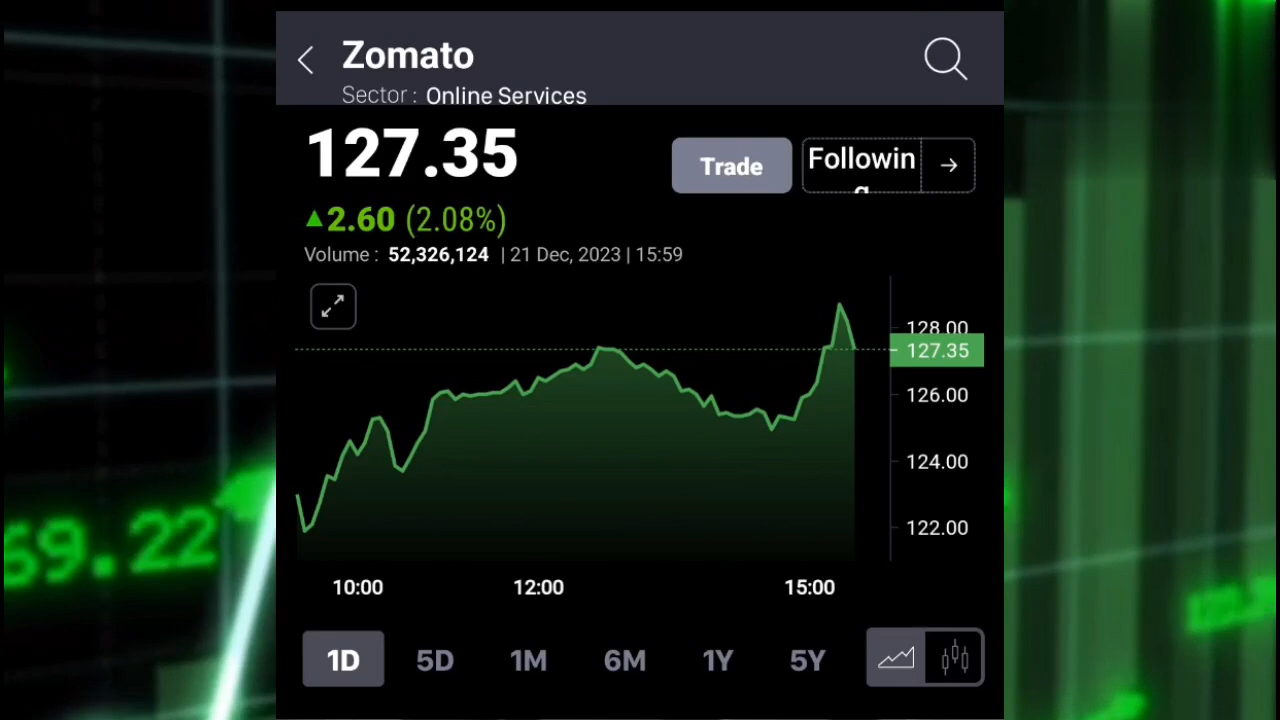 Zomato
Sector : Online Services
127.35
Trade
Followin
▲2.60 (2.08%)
Volume : 52,326,124 | 21 Dec, 2023 | 15:59
128.00
127.35
126.00
124.00
122.00
10:00 12:00 15:00
1D 5D 1M 6M 1Y 5Y
69.22